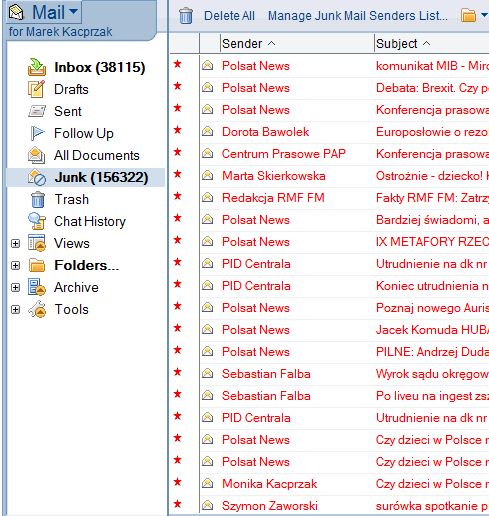 Mail
for Marek Kacprzak
Delete All Manage Junk Mail Senders List...
Inbox (38115)
Drafts
Sent
Follow Up
All Documents
Junk (156322)
Trash
Chat History
Views
Folders...
Archive
Tools
Sender Subject
Polsat News komunikat MIB - Miro
Polsat News Debata: Brexit. Czy po
Polsat News Konferencja prasowa
Dorota Bawolek Europosłowie o rezo
Centrum Prasowe PAP Konferencja prasowa
Marta Skierkowska Ostrożnie - dziecko! K
Redakcja RMF FM Fakty RMF FM: Zatrzy
Polsat News Bardziej świadomi, a
Polsat News IX METAFORY RZEC
PID Centrala Utrudnienie na dk nr
PID Centrala Koniec utrudnienia n
Polsat News Poznaj nowego Auris
Polsat News Jacek Komuda HUBA
Polsat News PILNE: Andrzej Duda
Sebastian Falba Wyrok sądu okręgow
Sebastian Falba Po liveu na ingest zsz
PID Centrala Utrudnienie na dk nr
Polsat News Czy dzieci w Polsce r
Polsat News Czy dzieci w Polsce r
Monika Kacprzak Czy dzieci w Polsce r
Szymon Zaworski surówka spotkanie p